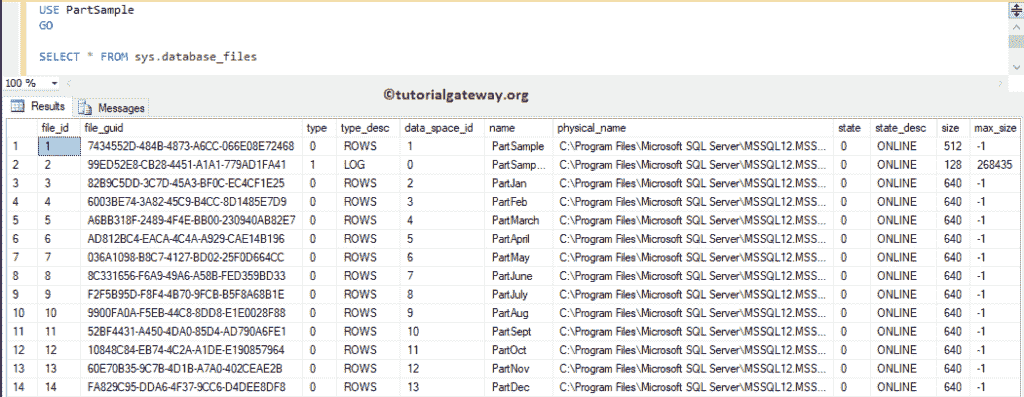 USE PartSample
GO
SELECT * FROM sys.database_files
100 %
©tutorialgateway.org
Results Messages
file_id file_guid type type_desc data_space_id name physical_name state state_desc size max_size
1 1 7434552D-484B-4873-A6CC-066E08E72468 0 ROWS 1 PartSample C:\Program Files\Microsoft SQL Server\MSSQL12.MSS... 0 ONLINE 512 -1
2 2 99ED52E8-CB28-4451-A1A1-779AD1FA41 1 LOG 0 PartSamp... C:\Program Files\Microsoft SQL Server\MSSQL12.MSS... 0 ONLINE 128 268435
3 3 82B9C5DD-3C7D-45A3-BF0C-EC4CF1E25 0 ROWS 2 PartJan C:\Program Files\Microsoft SQL Server\MSSQL12.MSS... 0 ONLINE 640 -1
4 4 6003BE74-3A82-45C9-B4CC-8D1485E7D9 0 ROWS 3 PartFeb C:\Program Files\Microsoft SQL Server\MSSQL12.MSS... 0 ONLINE 640 -1
5 5 A6BB318F-2489-4F4E-BB00-230940AB82E7 0 ROWS 4 PartMarch C:\Program Files\Microsoft SQL Server\MSSQL12.MSS... 0 ONLINE 640 -1
6 6 AD812BC4-EACA-4C4A-A929-CAE14B196 0 ROWS 5 PartApril C:\Program Files\Microsoft SQL Server\MSSQL12.MSS... 0 ONLINE 640 -1
7 7 036A1098-B8C7-4127-BD02-25F0D664CC 0 ROWS 6 PartMay C:\Program Files\Microsoft SQL Server\MSSQL12.MSS... 0 ONLINE 640 -1
8 8 8C331656-F6A9-49A6-A58B-FED359BD33 0 ROWS 7 PartJune C:\Program Files\Microsoft SQL Server\MSSQL12.MSS... 0 ONLINE 640 -1
9 9 F2F5B95D-F8F4-4B70-9FCB-B5F8A68B1E 0 ROWS 8 PartJuly C:\Program Files\Microsoft SQL Server\MSSQL12.MSS... 0 ONLINE 640 -1
10 10 9900FA0A-F5EB-44C8-8DD8-E1E0028F88 0 ROWS 9 PartAug C:\Program Files\Microsoft SQL Server\MSSQL12.MSS... 0 ONLINE 640 -1
11 11 52BF4431-A450-4DA0-85D4-AD790A6FE1 0 ROWS 10 PartSept C:\Program Files\Microsoft SQL Server\MSSQL12.MSS... 0 ONLINE 640 -1
12 12 10848C84-EB74-4C2A-A1DE-E190857964 0 ROWS 11 PartOct C:\Program Files\Microsoft SQL Server\MSSQL12.MSS... 0 ONLINE 640 -1
13 13 60E70B35-9C7B-4D1B-A7A0-402CEAE2B 0 ROWS 12 PartNov C:\Program Files\Microsoft SQL Server\MSSQL12.MSS... 0 ONLINE 640 -1
14 14 FA829C95-DDA6-4F37-9CC6-D4DEE8DF8 0 ROWS 13 PartDec C:\Program Files\Microsoft SQL Server\MSSQL12.MSS... 0 ONLINE 640 -1